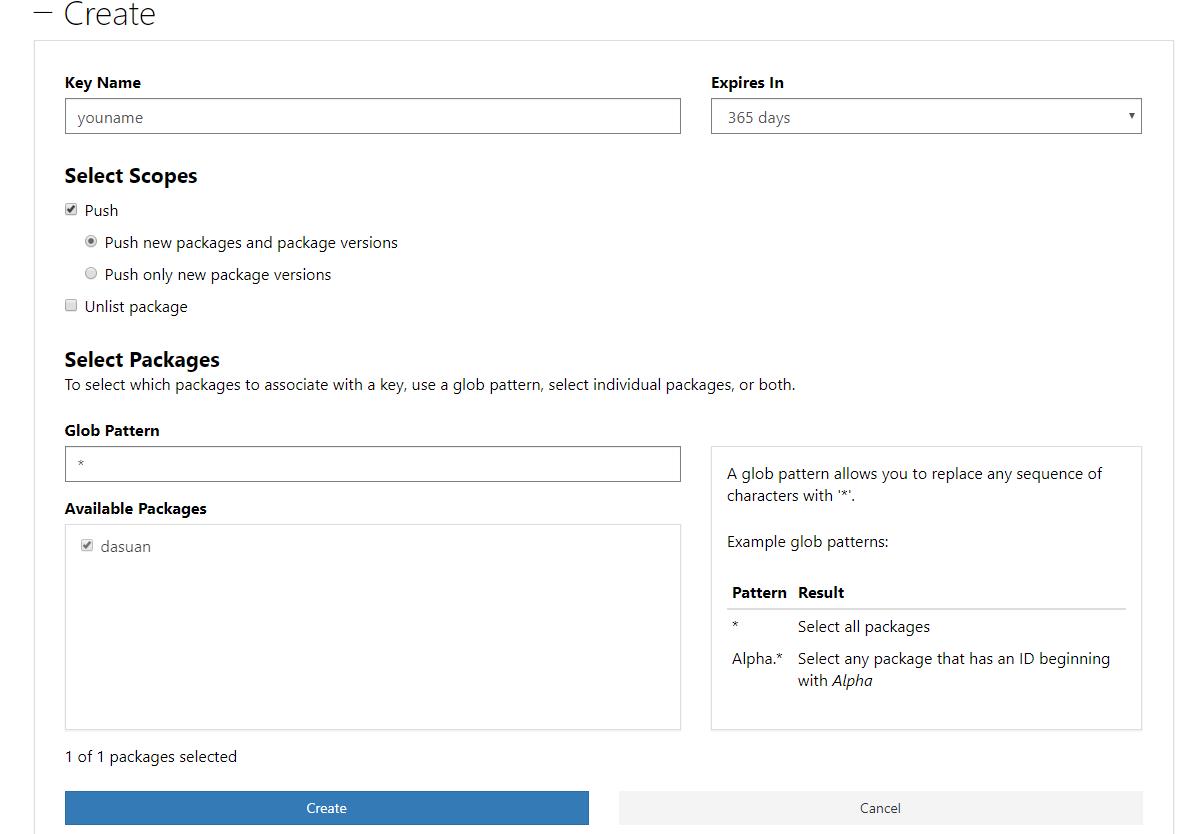 Create
Key Name
Expires In
youname
365 days
Select Scopes
Push
Push new packages and package versions
Push only new package versions
Unlist package
Select Packages
To select which packages to associate with a key, use a glob pattern, select individual packages, or both.
Glob Pattern
*
Available Packages
dasuan
A glob pattern allows you to replace any sequence of
characters with '*'.
Example glob patterns:
Pattern Result
* Select all packages
Alpha.* Select any package that has an ID beginning
with Alpha
1 of 1 packages selected
Create
Cancel